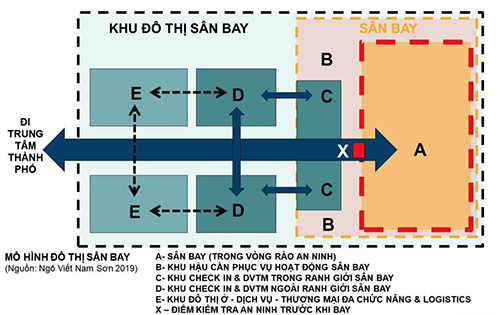 KHU ĐÔ THỊ SÂN BAY
SÂN BAY
B
E
D
C
ĐI
TRUNG
TÂM
THÀNH
PHỐ
X
A
E
D
C
B
MÔ HÌNH ĐÔ THỊ SÂN BAY
(Nguồn: Ngô Viết Nam Sơn 2019)
A- SÂN BAY (TRONG VÒNG RÀO AN NINH)
B- KHU HẬU CẦN PHỤC VỤ HOẠT ĐỘNG SÂN BAY
C- KHU CHECK IN & DVTM TRONG RANH GIỚI SÂN BAY
D- KHU CHECK IN & DVTM NGOÀI RANH GIỚI SÂN BAY
E- KHU ĐÔ THỊ Ở - DỊCH VỤ - THƯƠNG MẠI ĐA CHỨC NĂNG & LOGISTICS
X – ĐIỂM KIỂM TRA AN NINH TRƯỚC KHI BAY